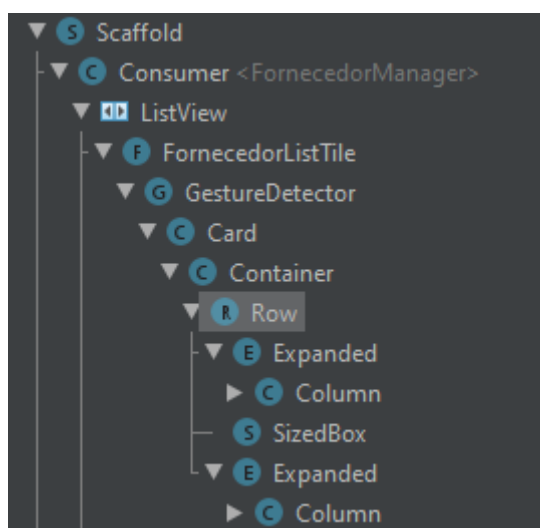 S Scaffold
C Consumer <FornecedorManager>
ListView
F FornecedorListTile
G GestureDetector
C Card
C Container
R Row
E Expanded
C Column
S SizedBox
E Expanded
C Column